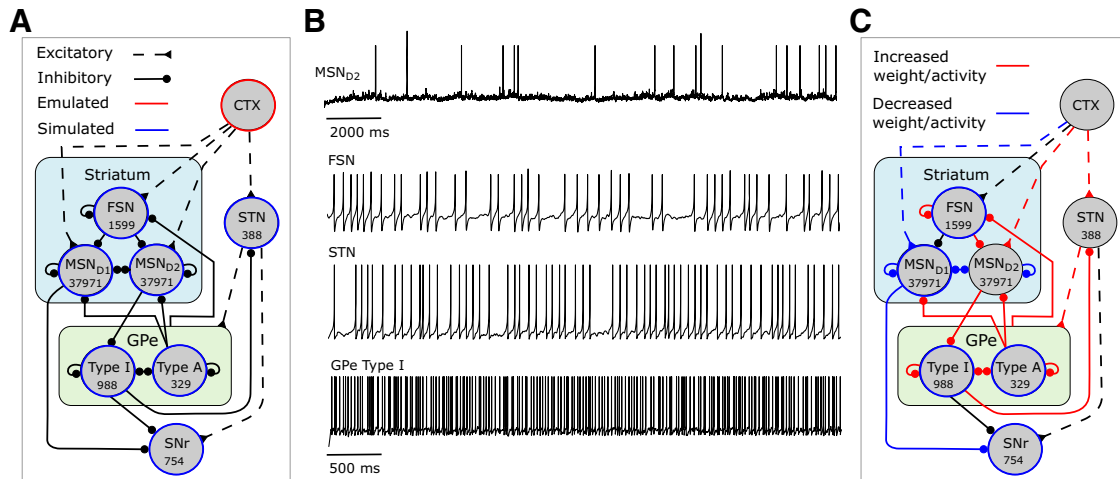 A
Excitatory
Inhibitory
Emulated
Simulated
CTX
Striatum
FSN
1599
STN
388
MSND1
37971
MSND2
37971
GPe
Type I
988
Type A
329
SNr
754
B
MSND2
2000 ms
FSN
STN
GPe Type I
500 ms
C
Increased
weight/activity
Decreased
weight/activity
CTX
Striatum
FSN
1599
STN
388
MSND1
37971
MSND2
37971
GPe
Type I
988
Type A
329
SNr
754